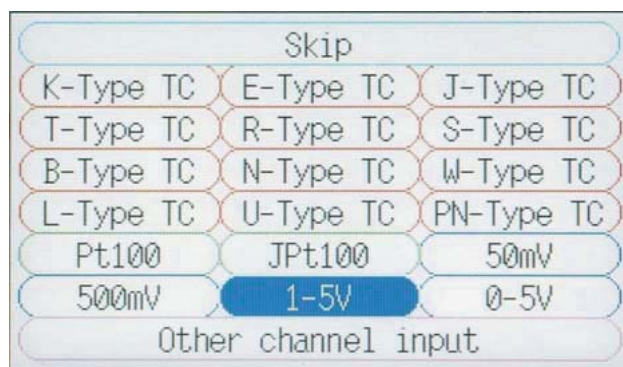 Skip
K-Type TC E-Type TC J-Type TC
T-Type TC R-Type TC S-Type TC
B-Type TC N-Type TC W-Type TC
L-Type TC U-Type TC PN-Type TC
Pt100 JPt100 50mV
500mV 1-5V 0-5V
Other channel input